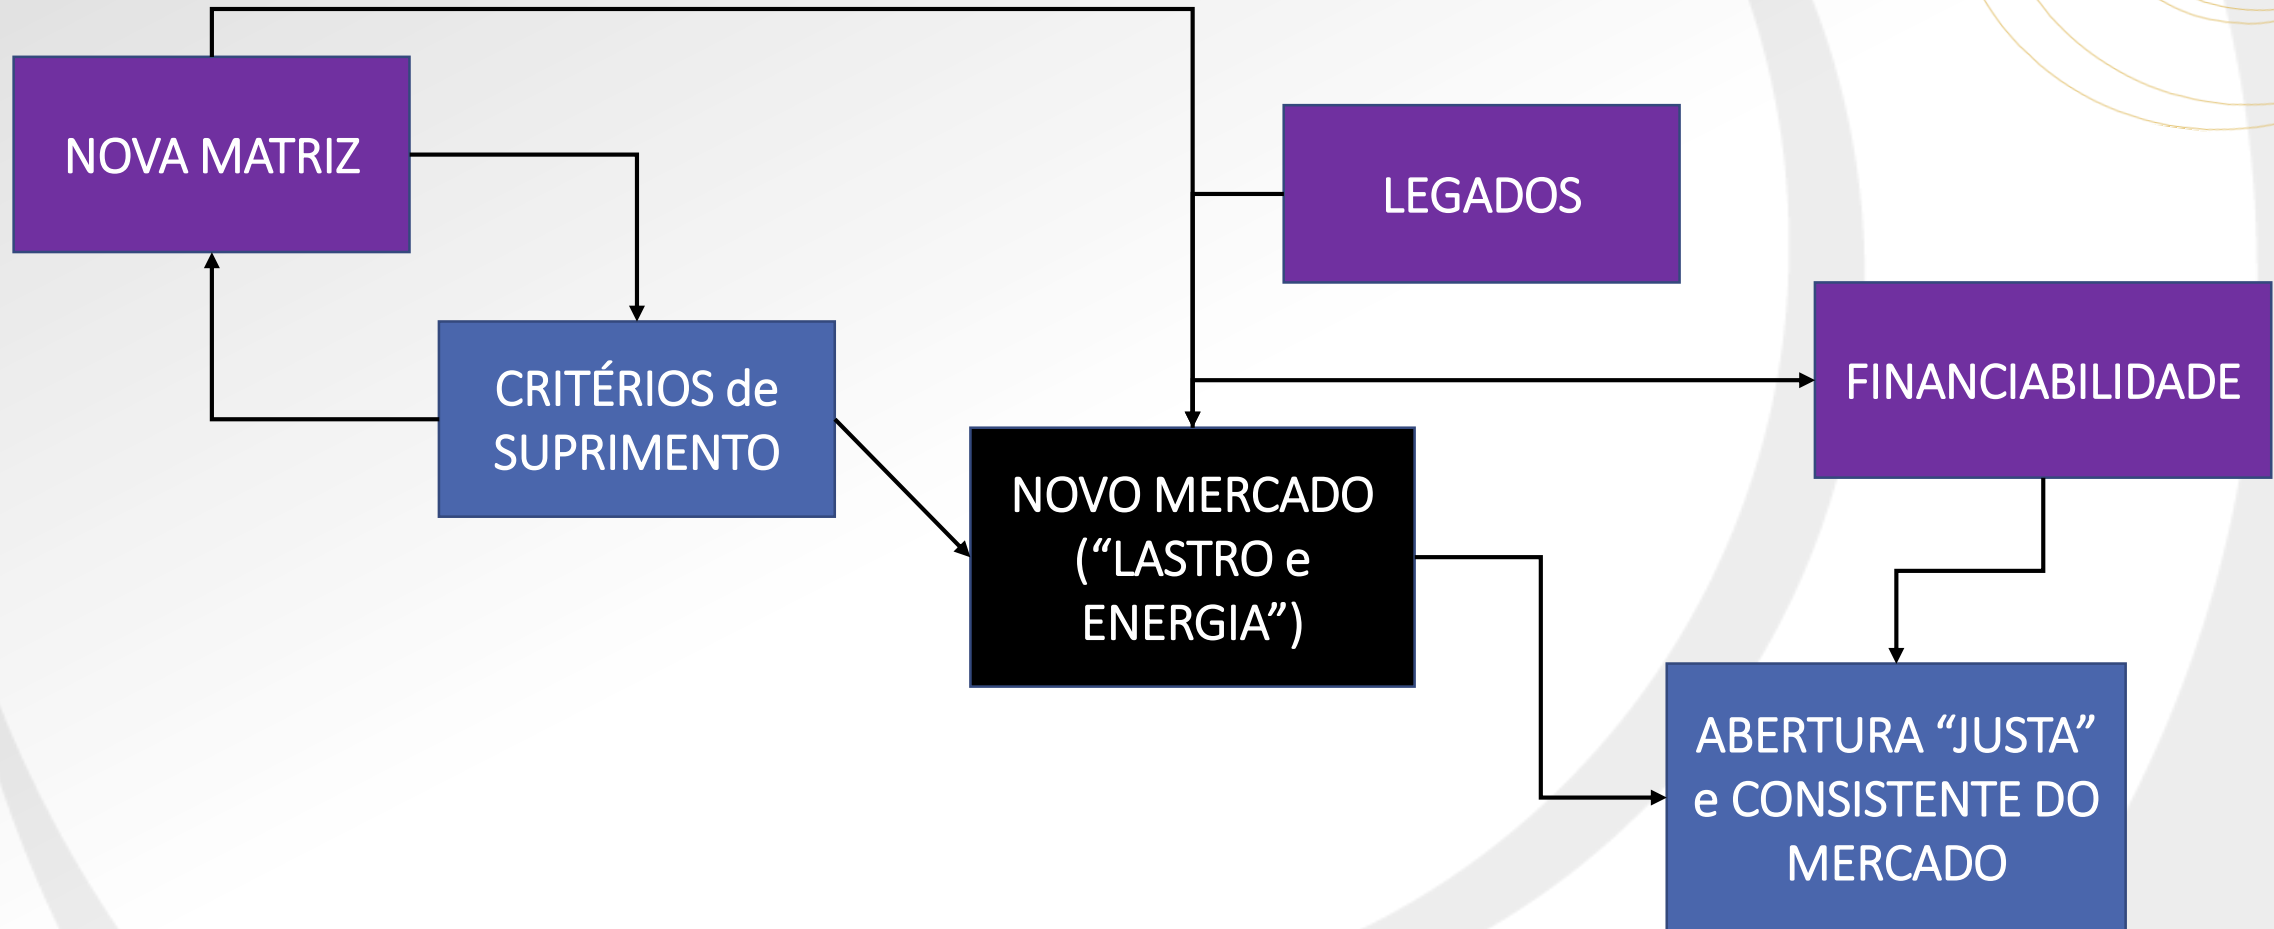 NOVA MATRIZ
LEGADOS
CRITÉRIOS de
SUPRIMENTO
FINANCIABILIDADE
NOVO MERCADO
(“LASTRO e
ENERGIA”)
ABERTURA “JUSTA”
e CONSISTENTE DO
MERCADO